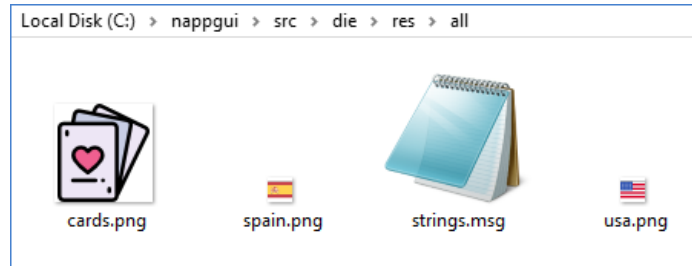 Local Disk (C:) > nappgui > src > die > res > all
cards.png
spain.png
strings.msg
usa.png